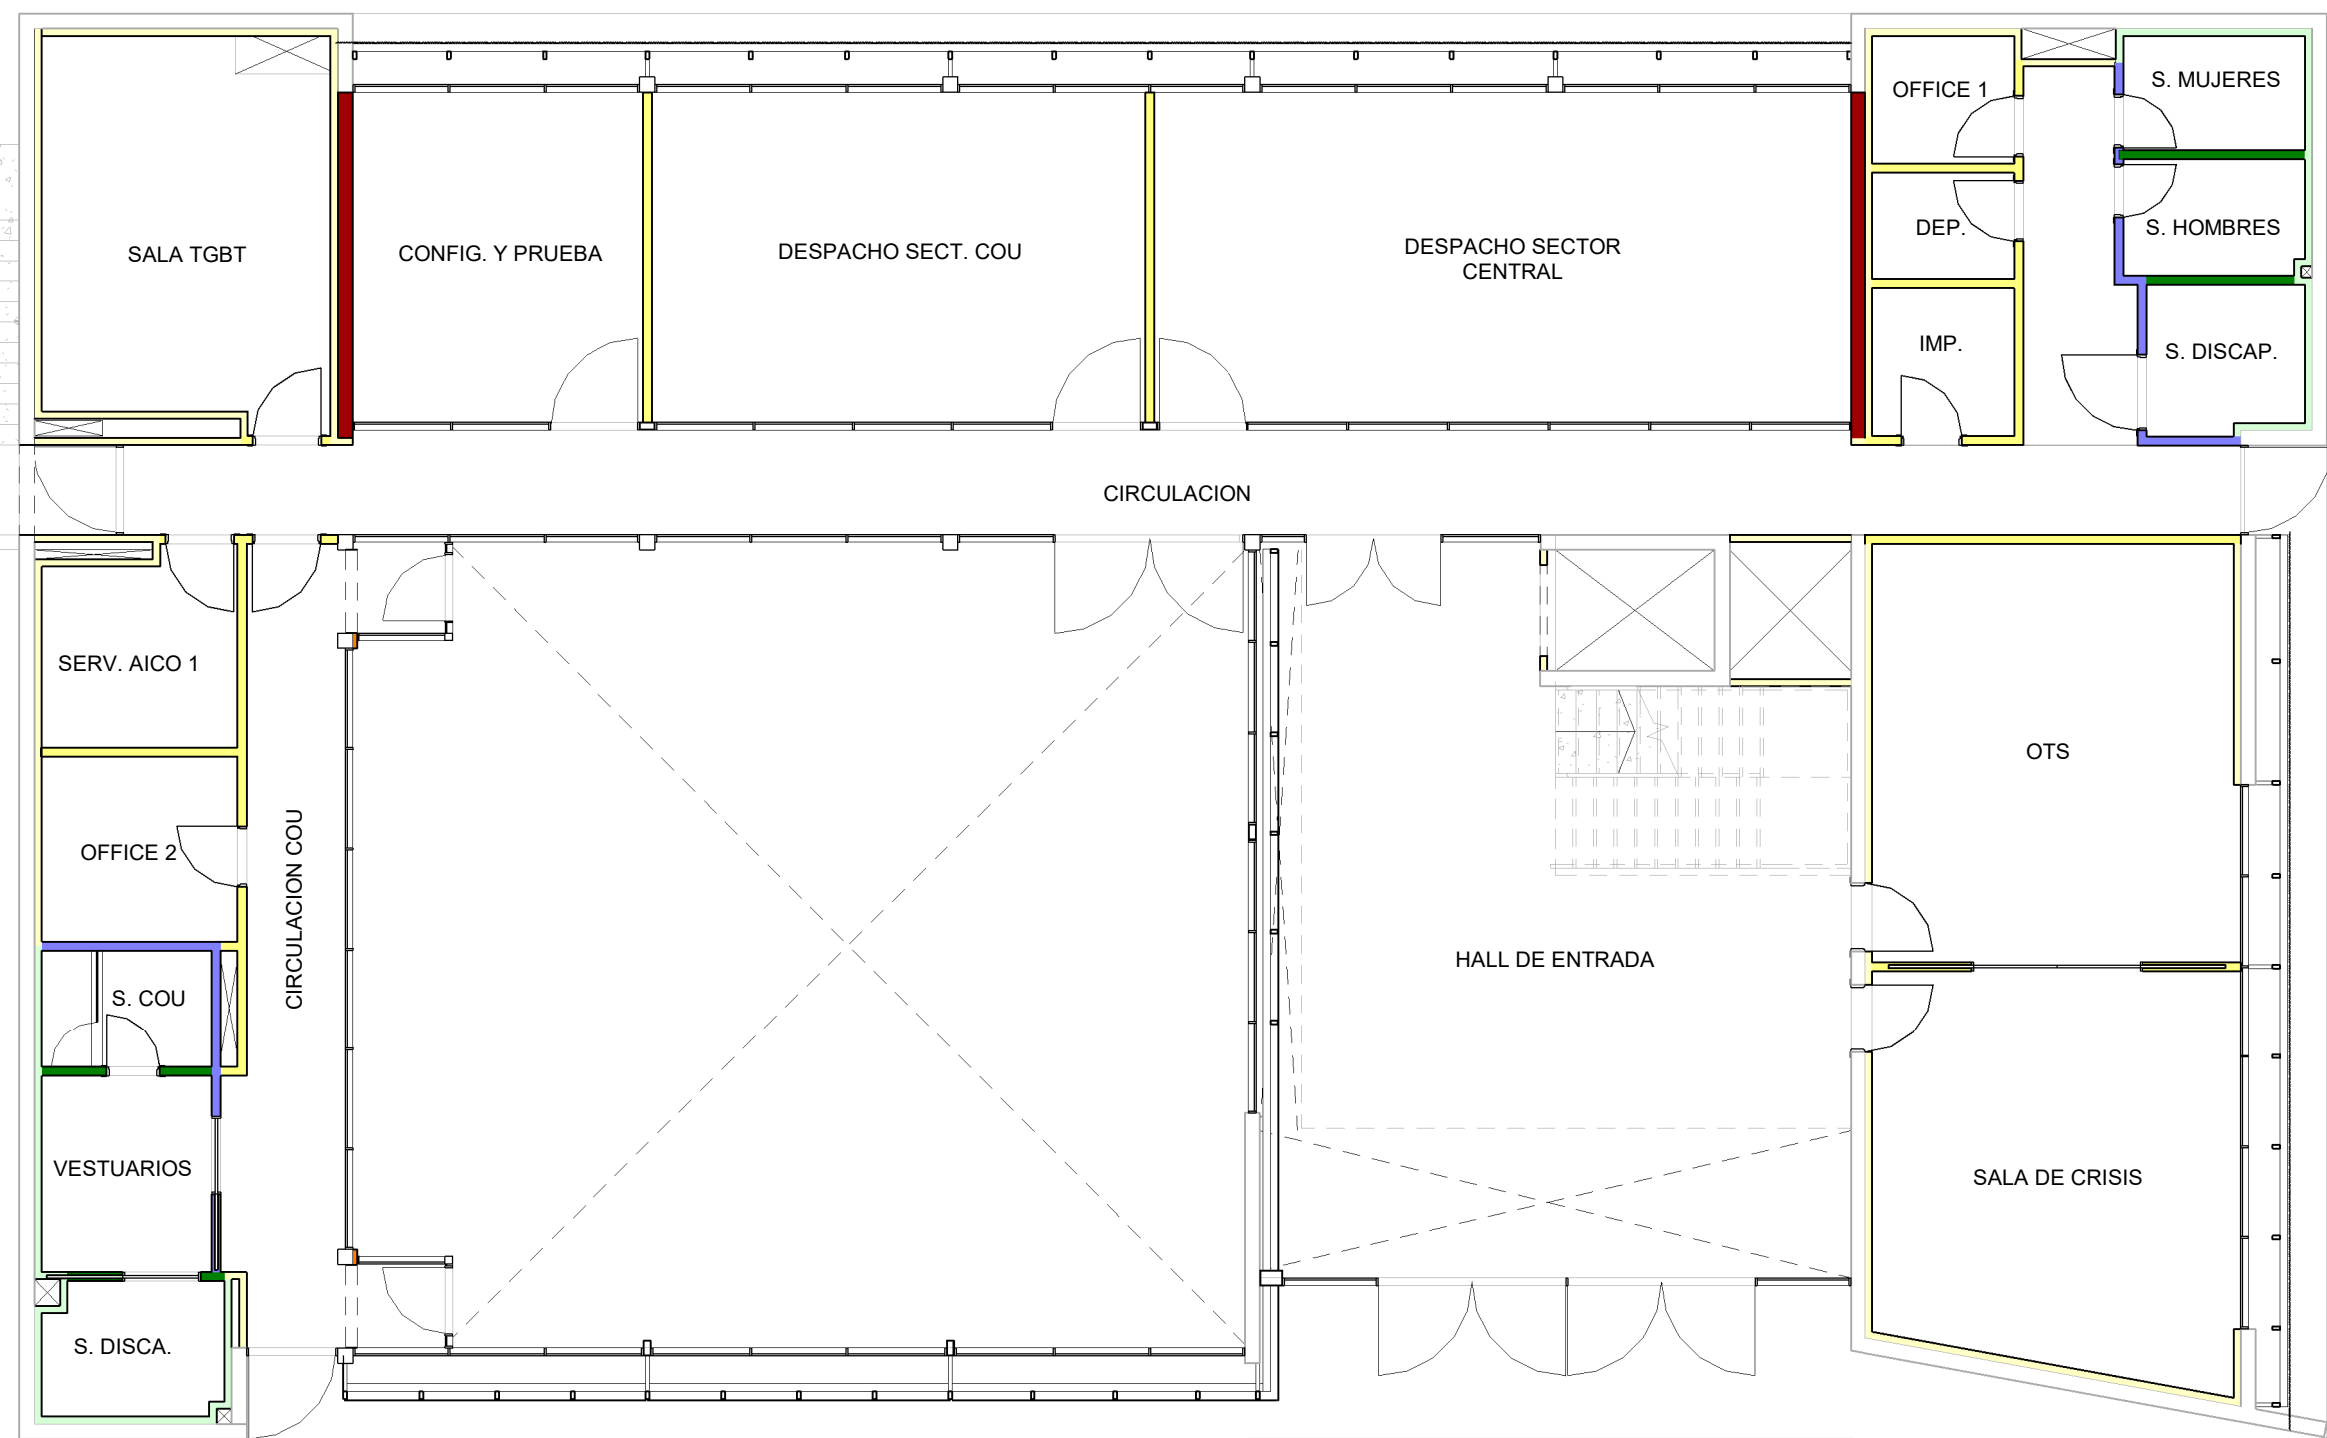 OFFICE 1
S. MUJERES
SALA TGBT
CONFIG. Y PRUEBA
DESPACHO SECT. COU
DESPACHO SECTOR
CENTRAL
DEP.
S. HOMBRES
IMP.
S. DISCAP.
CIRCULACION
SERV. AICO 1
OTS
OFFICE 2
CIRCULACION COU
HALL DE ENTRADA
S. COU
VESTUARIOS
SALA DE CRISIS
S. DISCA.